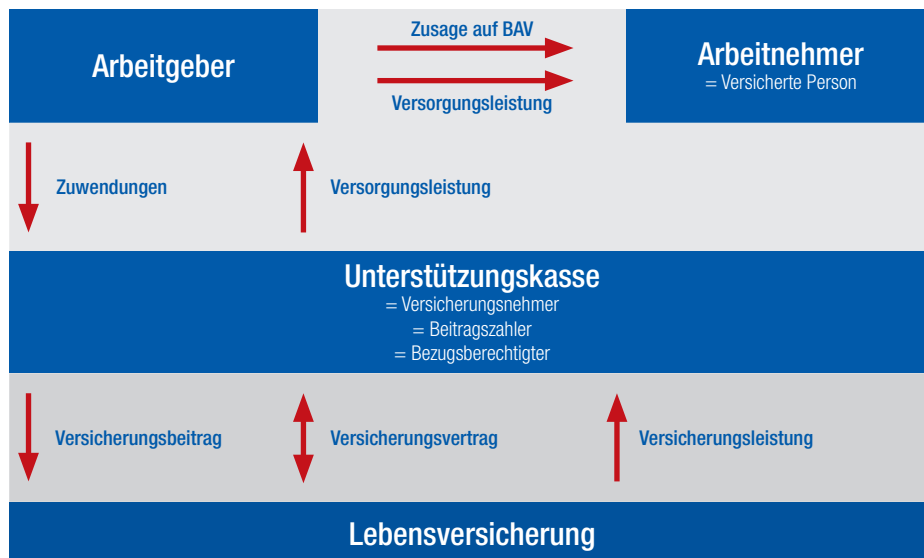 Arbeitgeber
Zusage auf BAV
Versorgungsleistung
Arbeitnehmer
= Versicherte Person
Zuwendungen
Versorgungsleistung
Unterstützungskasse
= Versicherungsnehmer
= Beitragszahler
= Bezugsberechtigter
Versicherungsbeitrag
Versicherungsvertrag
Versicherungsleistung
Lebensversicherung